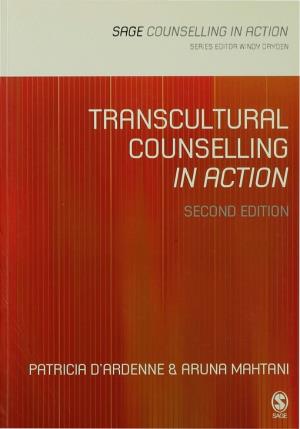 SAGE COUNSELLING IN ACTION
SERIES EDITOR WINDY DRYDEN
TRANSCULTURAL
COUNSELLING
IN ACTION
SECOND EDITION
PATRICIA D'ARDENNE & ARUNA MAHTANI
SAGE